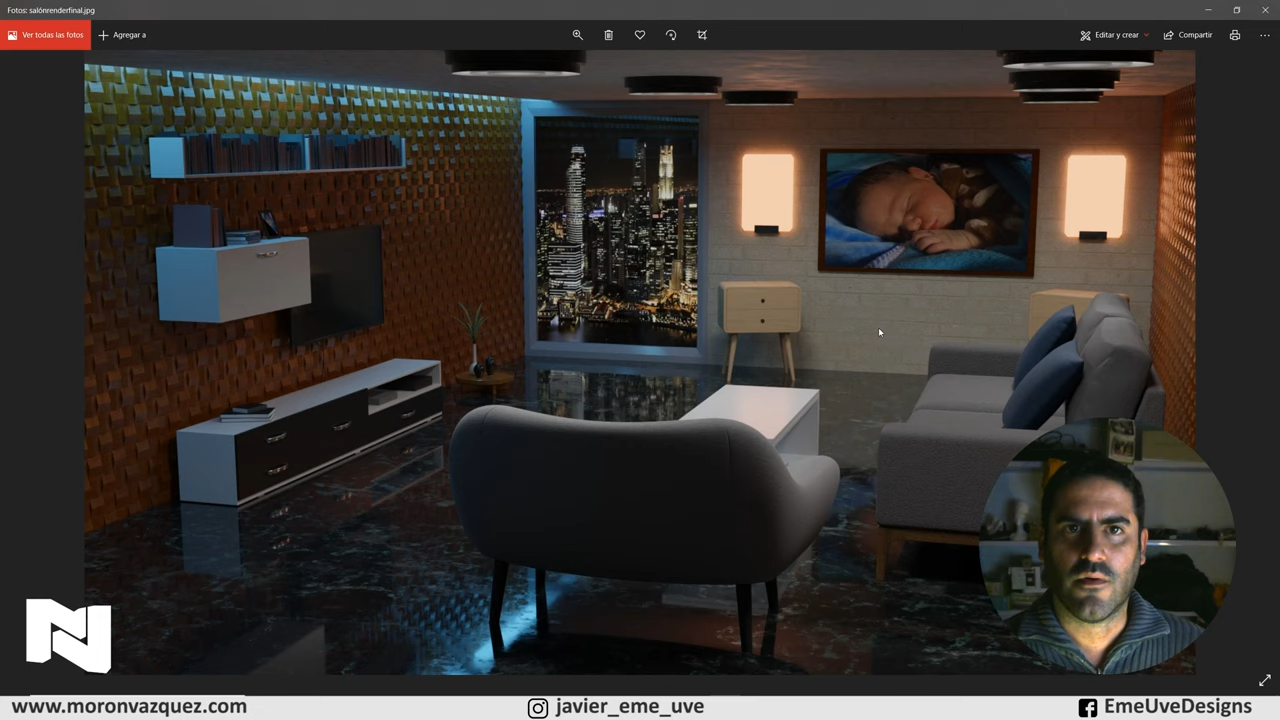 Fotos: salónrenderfinal.jpg
Ver todas las fotos
Agregar a
Editar y crear
Compartir
www.moronvazquez.com
javier_eme_uve
EmeUveDesigns